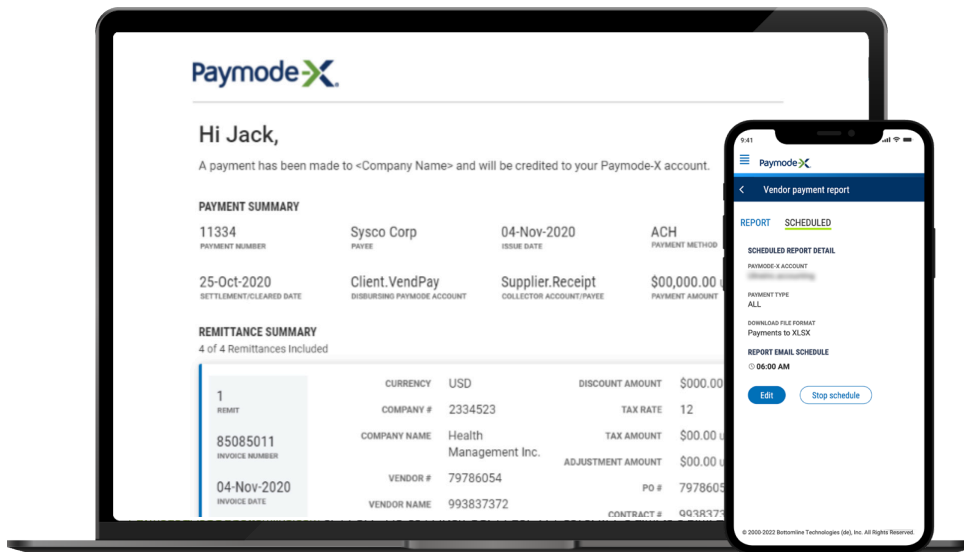 Paymode-X
Hi Jack,
A payment has been made to <Company Name> and will be credited to your Paymode-X account.
PAYMENT SUMMARY
11334 Sysco Corp 04-Nov-2020 ACH
PAYMENT NUMBER PAYEE ISSUE DATE PAYMENT METHOD
25-Oct-2020 Client.VendPay Supplier.Receipt $00,000.00
SETTLEMENT/CLEARED DATE DISBURSING PAYMODE ACCOUNT COLLECTOR ACCOUNT/PAYEE PAYMENT AMOUNT
REMITTANCE SUMMARY
4 of 4 Remittances Included
1
REMIT
85085011
INVOICE NUMBER
04-Nov-2020
INVOICE DATE
CURRENCY USD
COMPANY # 2334523
COMPANY NAME Health
Management Inc.
VENDOR # 79786054
VENDOR NAME 993837372
DISCOUNT AMOUNT $000.00
TAX RATE 12
TAX AMOUNT $00.00
ADJUSTMENT AMOUNT $00.00
PO # 7978605
CONTRACT # 9938373
9:41
Paymode-X
Vendor payment report
REPORT SCHEDULED
SCHEDULED REPORT DETAIL
PAYMODE-X ACCOUNT
PAYMENT TYPE
ALL
DOWNLOAD FILE FORMAT
Payments to XLSX
REPORT EMAIL SCHEDULE
06:00 AM
Edit Stop schedule
© 2000-2022 Bottomline Technologies (de), Inc. All Rights Reserved